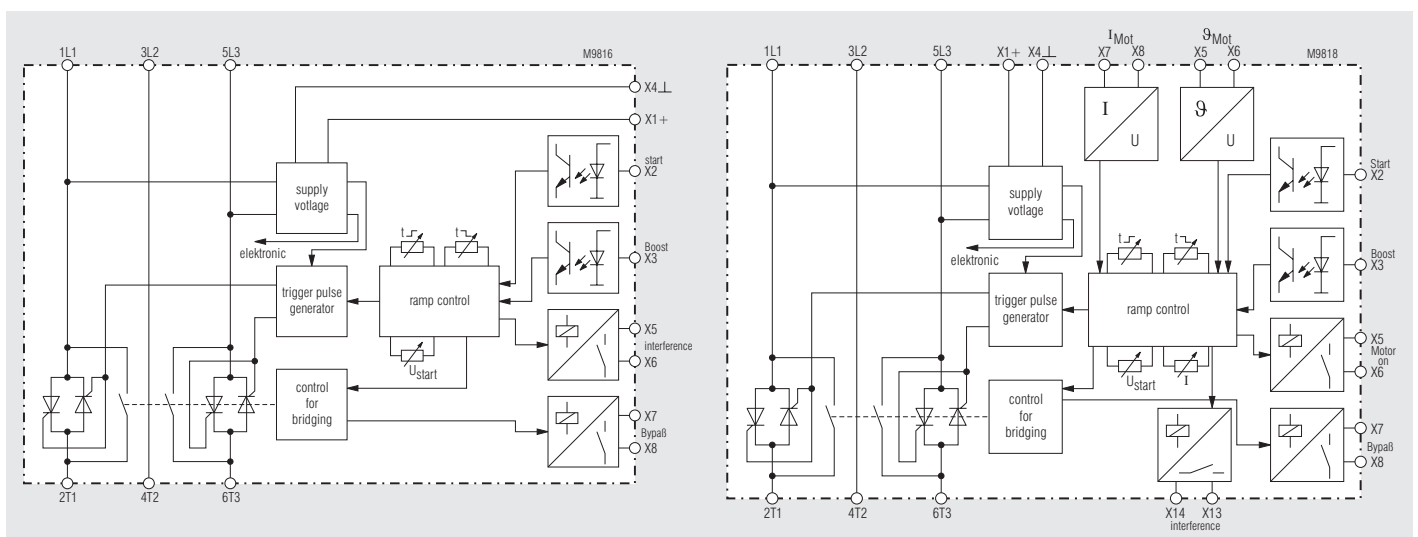 1L1 3L2 5L3 M9816
X4⊥
X1+
start
X2
supply
votlage
elektronic
t t
Boost
X3
trigger pulse
generator
ramp control
X5
interference
X6
Ustart
control
for
bridging
X7
Bypaß
X8
2T1 4T2 6T3
IMot ϑMot
1L1 3L2 5L3 X1+ X4⊥ X7 X8 X5 X6 M9818
I
U
ϑ
U
Start
X2
supply
votlage
elektronic
t t
Boost
X3
trigger pulse
generator
ramp control
X5
Motor
on
X6
Ustart I
control
for
bridging
X7
Bypaß
X8
2T1 4T2 6T3 X14 X13
interference